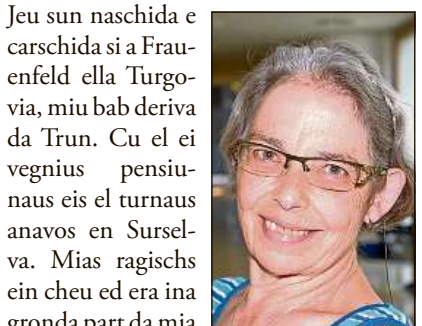 Jeu sun naschida e
carschida si a Frau-
enfeld ella Turgo-
via, miu bab deriva
da Trun. Cu el ei
vegnius pensiu-
naus eis el turnaus
anavos en Sursel-
va. Mias ragischs
ein cheu ed era ina
gronda part da mia